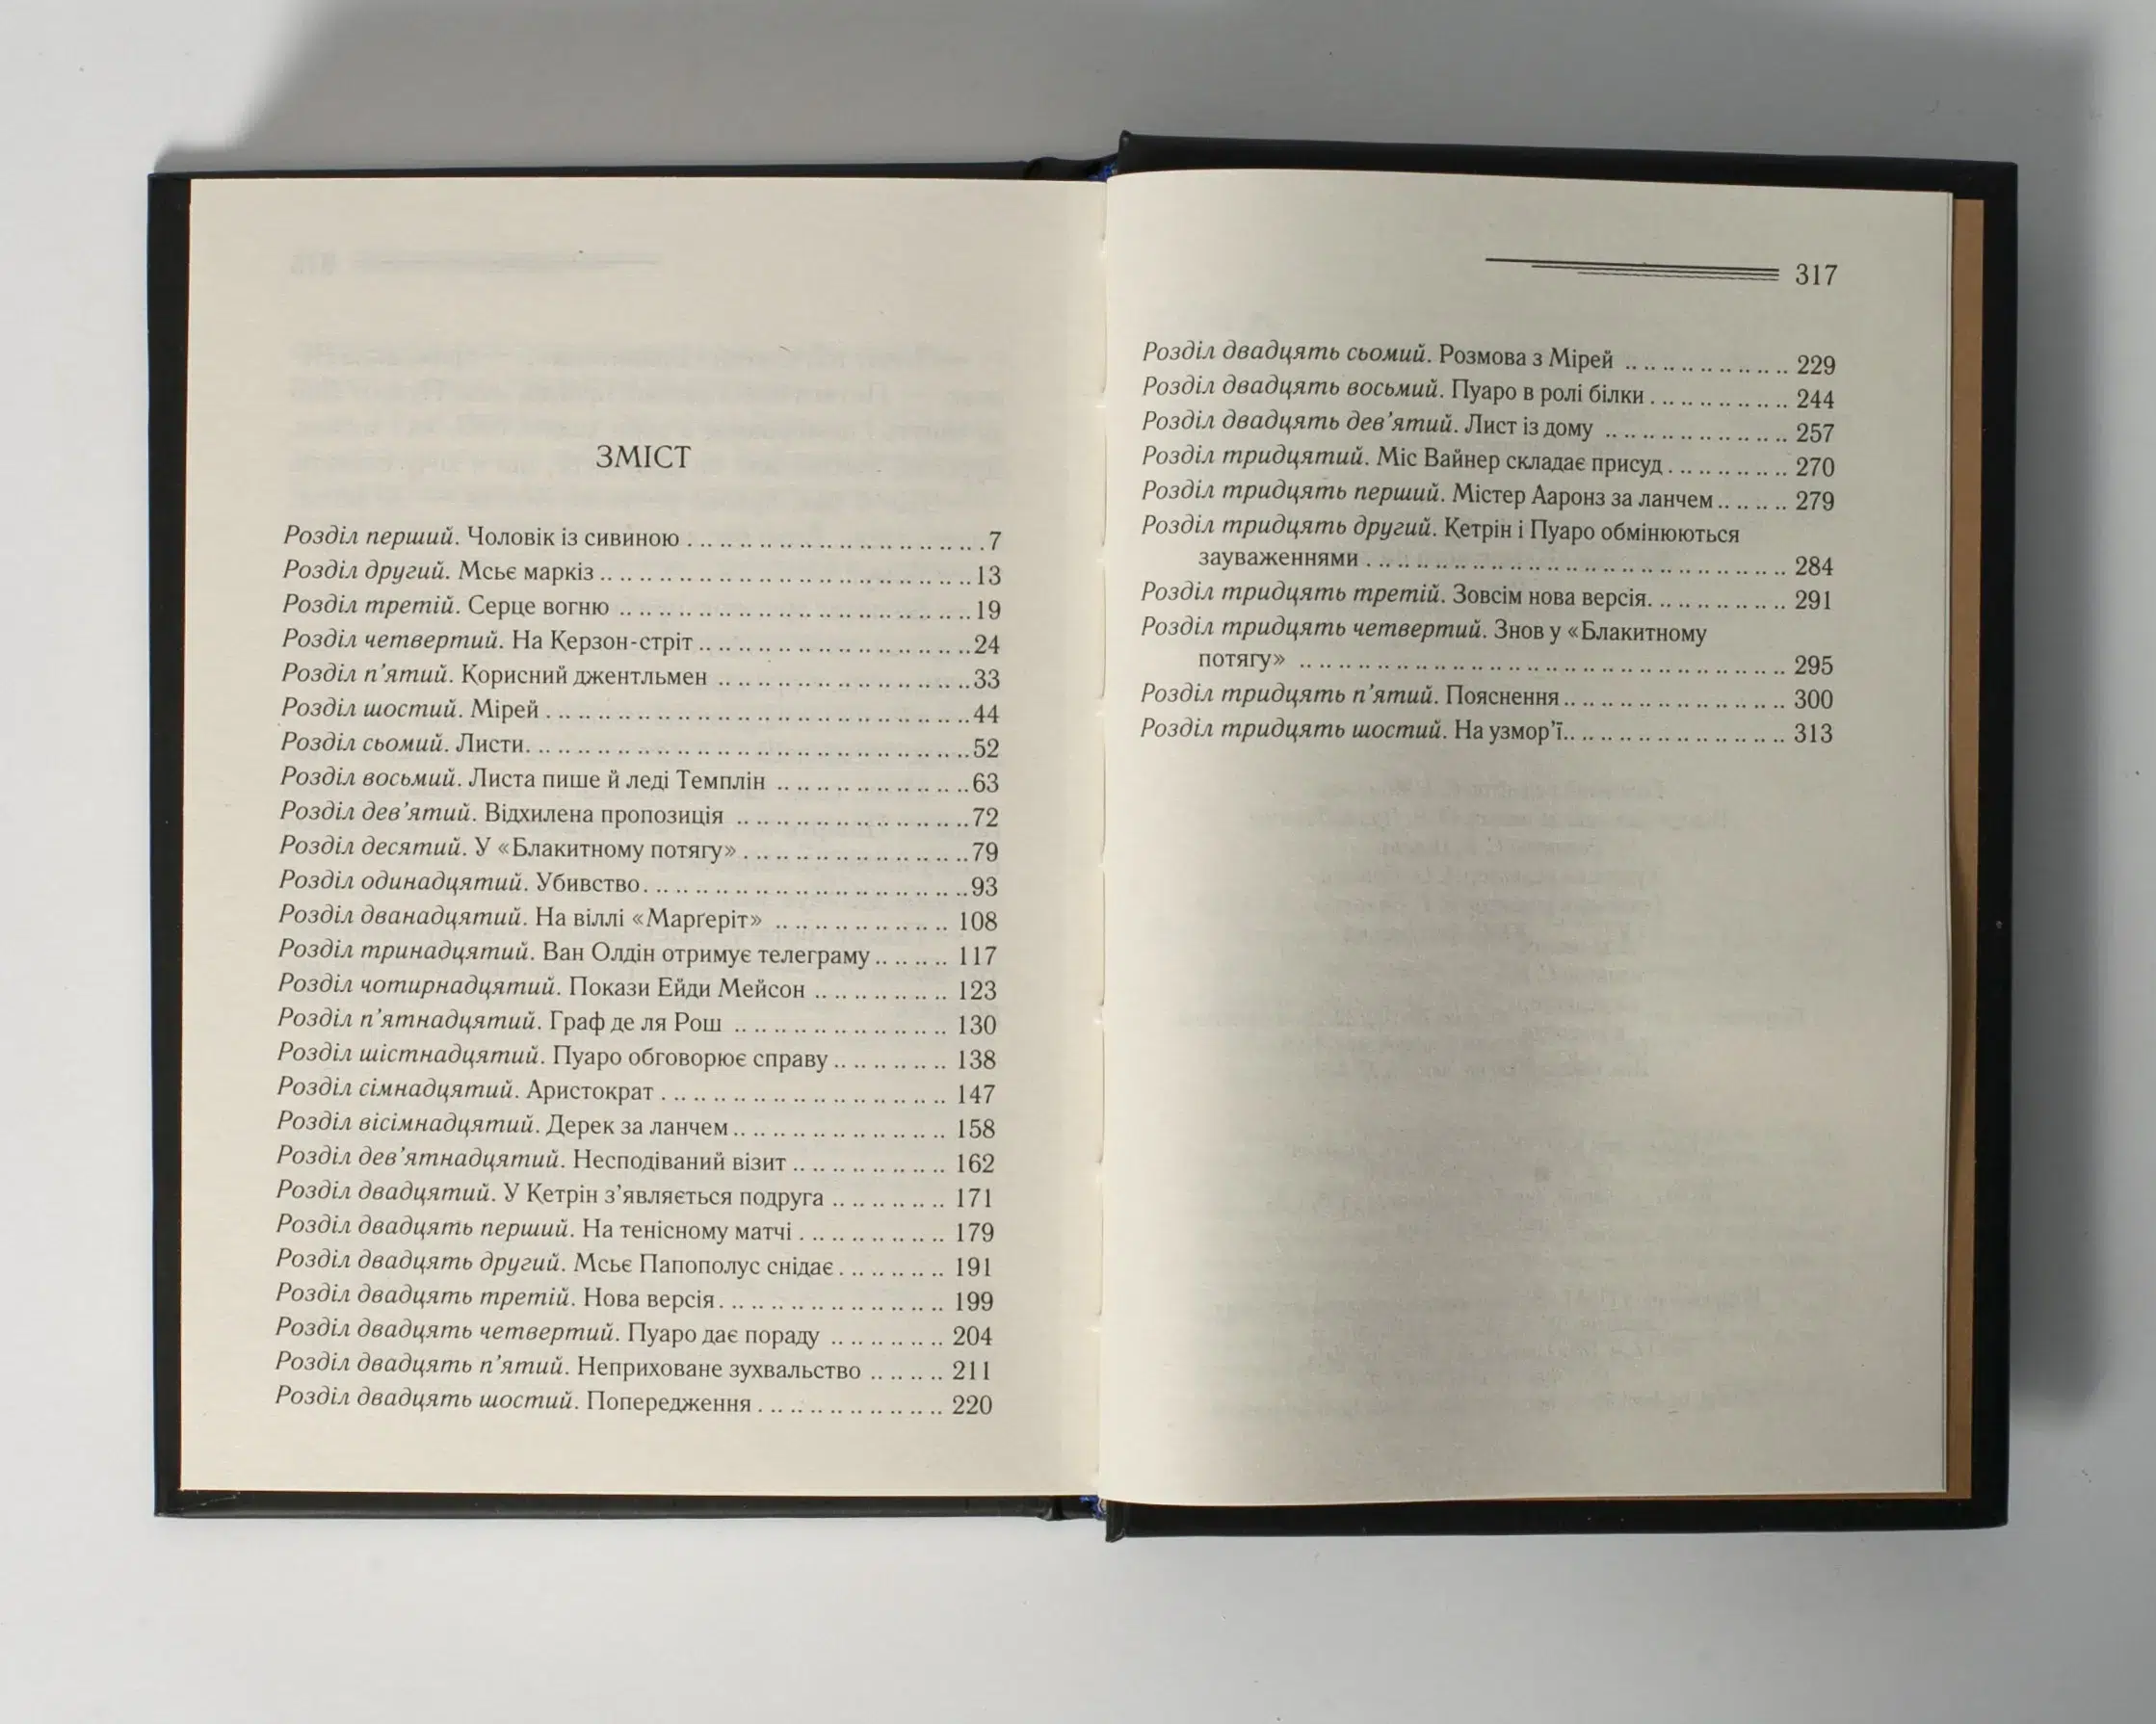 ЗМІСТ
Розділ перший. Чоловік із сивиною ........................ 7
Розділ другий. Мсьє маркіз ........................ 13
Розділ третій. Серце вогню ........................ 19
Розділ четвертий. На Керзон-стріт ........................ 24
Розділ п’ятий. Корисний джентльмен ........................ 33
Розділ шостий. Мірей ........................ 44
Розділ сьомий. Листи ........................ 52
Розділ восьмий. Листа пише й леді Темплін ........................ 63
Розділ дев’ятий. Відхилена пропозиція ........................ 72
Розділ десятий. У «Блакитному потягу» ........................ 79
Розділ одинадцятий. Убивство ........................ 93
Розділ дванадцятий. На віллі «Марґеріт» ........................ 108
Розділ тринадцятий. Ван Олдін отримує телеграму ........................ 117
Розділ чотирнадцятий. Покази Ейди Мейсон ........................ 123
Розділ п’ятнадцятий. Граф де ля Рош ........................ 130
Розділ шістнадцятий. Пуаро обговорює справу ........................ 138
Розділ сімнадцятий. Аристократ ........................ 147
Розділ вісімнадцятий. Дерек за ланчем ........................ 158
Розділ дев’ятнадцятий. Несподіваний візит ........................ 162
Розділ двадцятий. У Кетрін з’являється подруга ........................ 171
Розділ двадцять перший. На тенісному матчі ........................ 179
Розділ двадцять другий. Мсьє Папополус снідає ........................ 191
Розділ двадцять третій. Нова версія ........................ 199
Розділ двадцять четвертий. Пуаро дає пораду ........................ 204
Розділ двадцять п’ятий. Неприховане зухвальство ........................ 211
Розділ двадцять шостий. Попередження ........................ 220
317
Розділ двадцять сьомий. Розмова з Мірей ........................ 229
Розділ двадцять восьмий. Пуаро в ролі білки ........................ 244
Розділ двадцять дев’ятий. Лист із дому ........................ 257
Розділ тридцятий. Міс Вайнер складає присуд ........................ 270
Розділ тридцять перший. Містер Ааронз за ланчем ........................ 279
Розділ тридцять другий. Кетрін і Пуаро обмінюються
зауваженнями ........................ 284
Розділ тридцять третій. Зовсім нова версія ........................ 291
Розділ тридцять четвертий. Знов у «Блакитному
потягу» ........................ 295
Розділ тридцять п’ятий. Пояснення ........................ 300
Розділ тридцять шостий. На узмор’ї ........................ 313